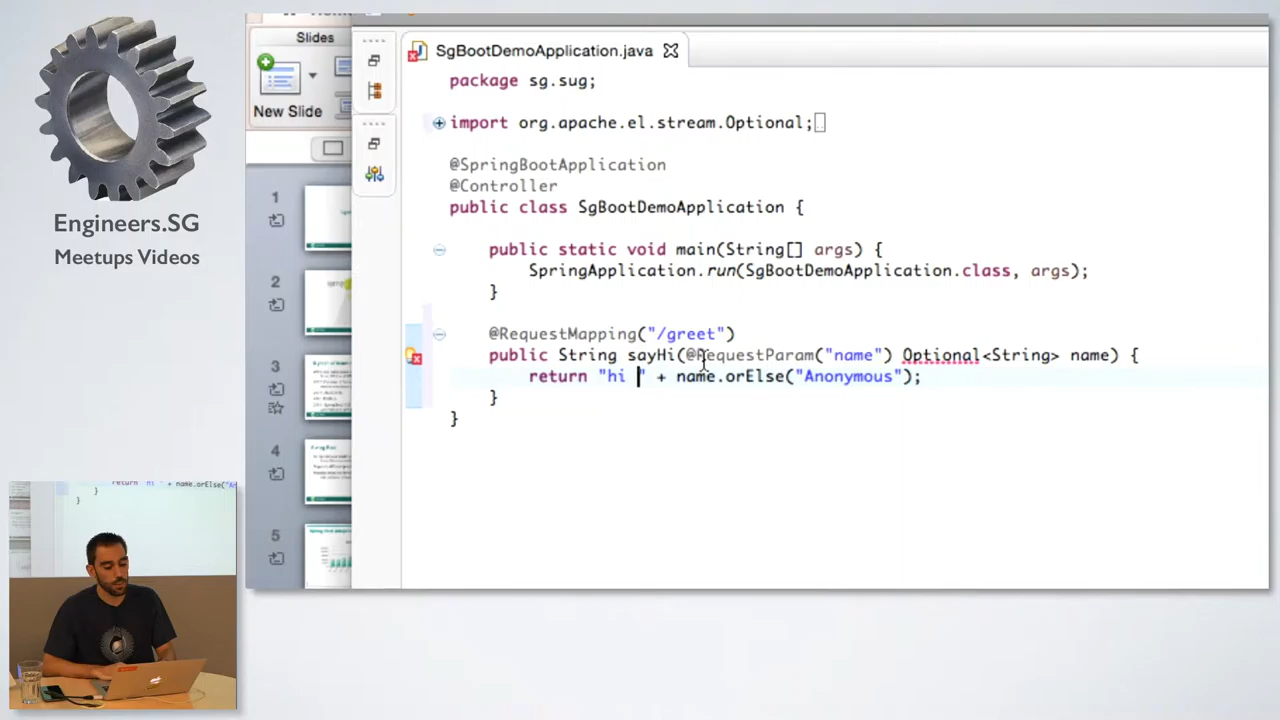 Engineers.SG
Meetups Videos
Slides
New Slide
1
2
3
4
5
SgBootDemoApplication.java
package sg.sug;
import org.apache.el.stream.Optional;
@SpringBootApplication
@Controller
public class SgBootDemoApplication {
public static void main(String[] args) {
SpringApplication.run(SgBootDemoApplication.class, args);
}
@RequestMapping("/greet")
public String sayHi(@RequestParam("name") Optional<String> name) {
return "hi " + name.orElse("Anonymous");
}
}